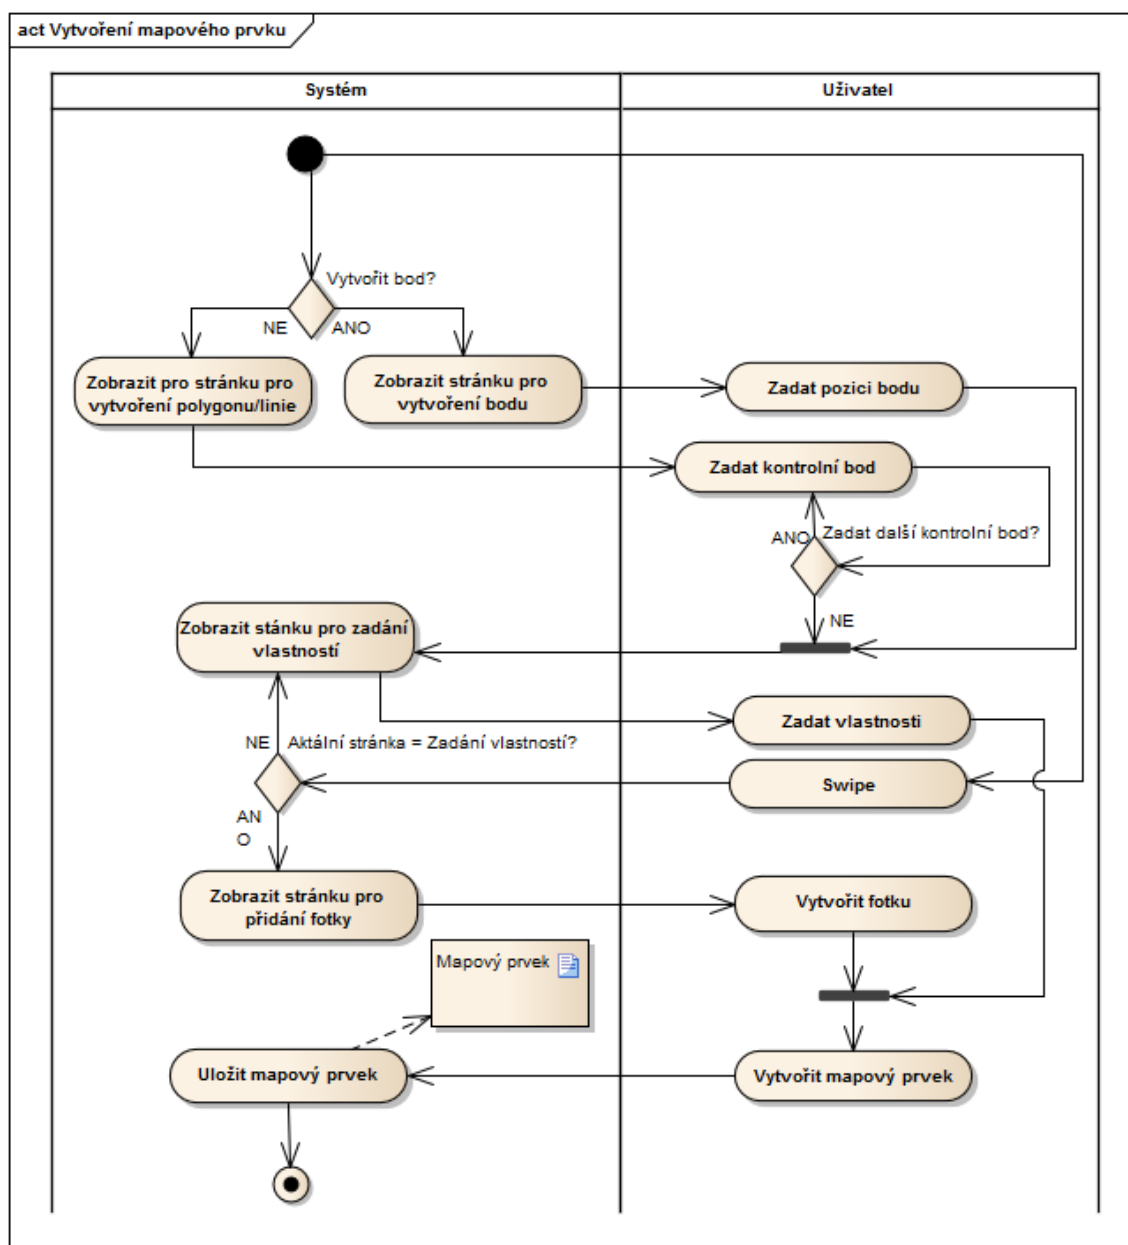 act Vytvoření mapového prvku
Systém
Uživatel
Vytvořit bod?
NE
ANO
Zobrazit pro stránku pro
vytvoření polygonu/linie
Zobrazit stránku pro
vytvoření bodu
Zadat pozici bodu
Zadat kontrolní bod
ANO
Zadat další kontrolní bod?
NE
Zobrazit stánku pro zadání
vlastností
Zadat vlastnosti
NE
Aktální stránka = Zadání vlastností?
Swipe
AN
O
Zobrazit stránku pro
přidání fotky
Vytvořit fotku
Mapový prvek
Uložit mapový prvek
Vytvořit mapový prvek